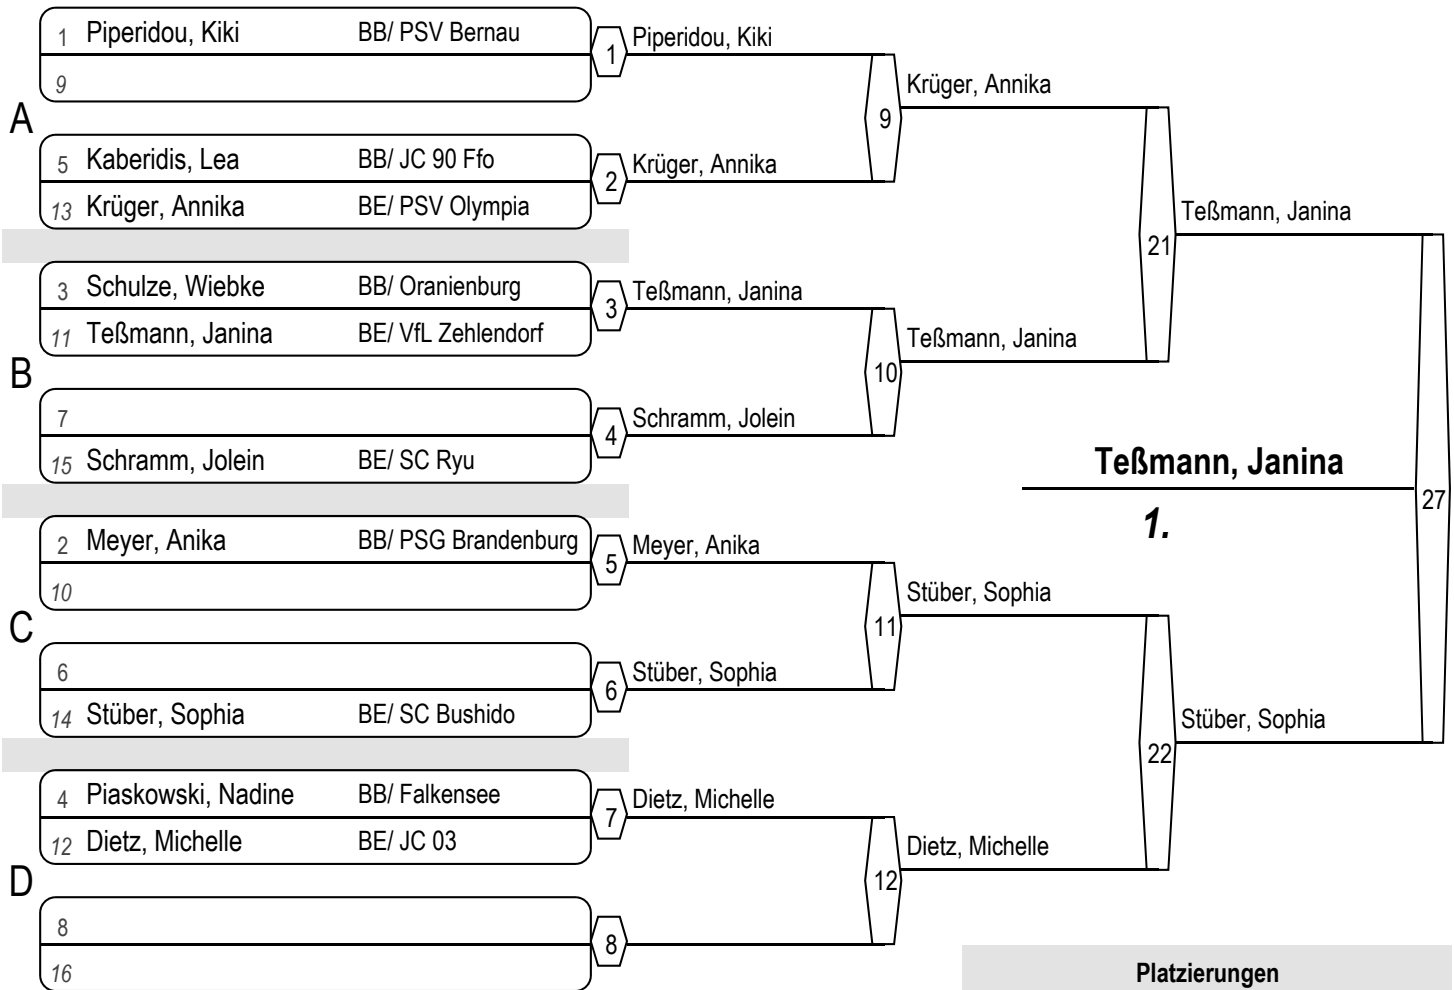 1 Piperidou, Kiki BB/ PSV Bernau
9
1
Piperidou, Kiki
A
5 Kaberidis, Lea BB/ JC 90 Ffo
13 Krüger, Annika BE/ PSV Olympia
2
Krüger, Annika
9
Krüger, Annika
3 Schulze, Wiebke BB/ Oranienburg
11 Teßmann, Janina BE/ VfL Zehlendorf
3
Teßmann, Janina
B
7
15 Schramm, Jolein BE/ SC Ryu
4
Schramm, Jolein
10
Teßmann, Janina
21
Teßmann, Janina
2 Meyer, Anika BB/ PSG Brandenburg
10
5
Meyer, Anika
C
6
14 Stüber, Sophia BE/ SC Bushido
6
Stüber, Sophia
11
Stüber, Sophia
4 Piaskowski, Nadine BB/ Falkensee
12 Dietz, Michelle BE/ JC 03
7
Dietz, Michelle
D
8
16
8
12
Dietz, Michelle
22
Stüber, Sophia
27
Teßmann, Janina
1.
Platzierungen